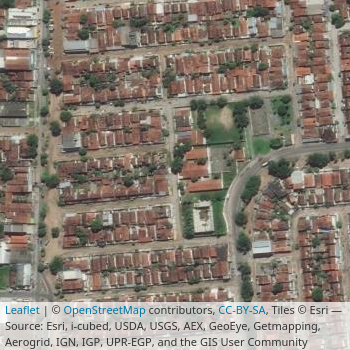 Leaflet | © OpenStreetMap contributors, CC-BY-SA, Tiles © Esri —
Source: Esri, i-cubed, USDA, USGS, AEX, GeoEye, Getmapping,
Aerogrid, IGN, IGP, UPR-EGP, and the GIS User Community